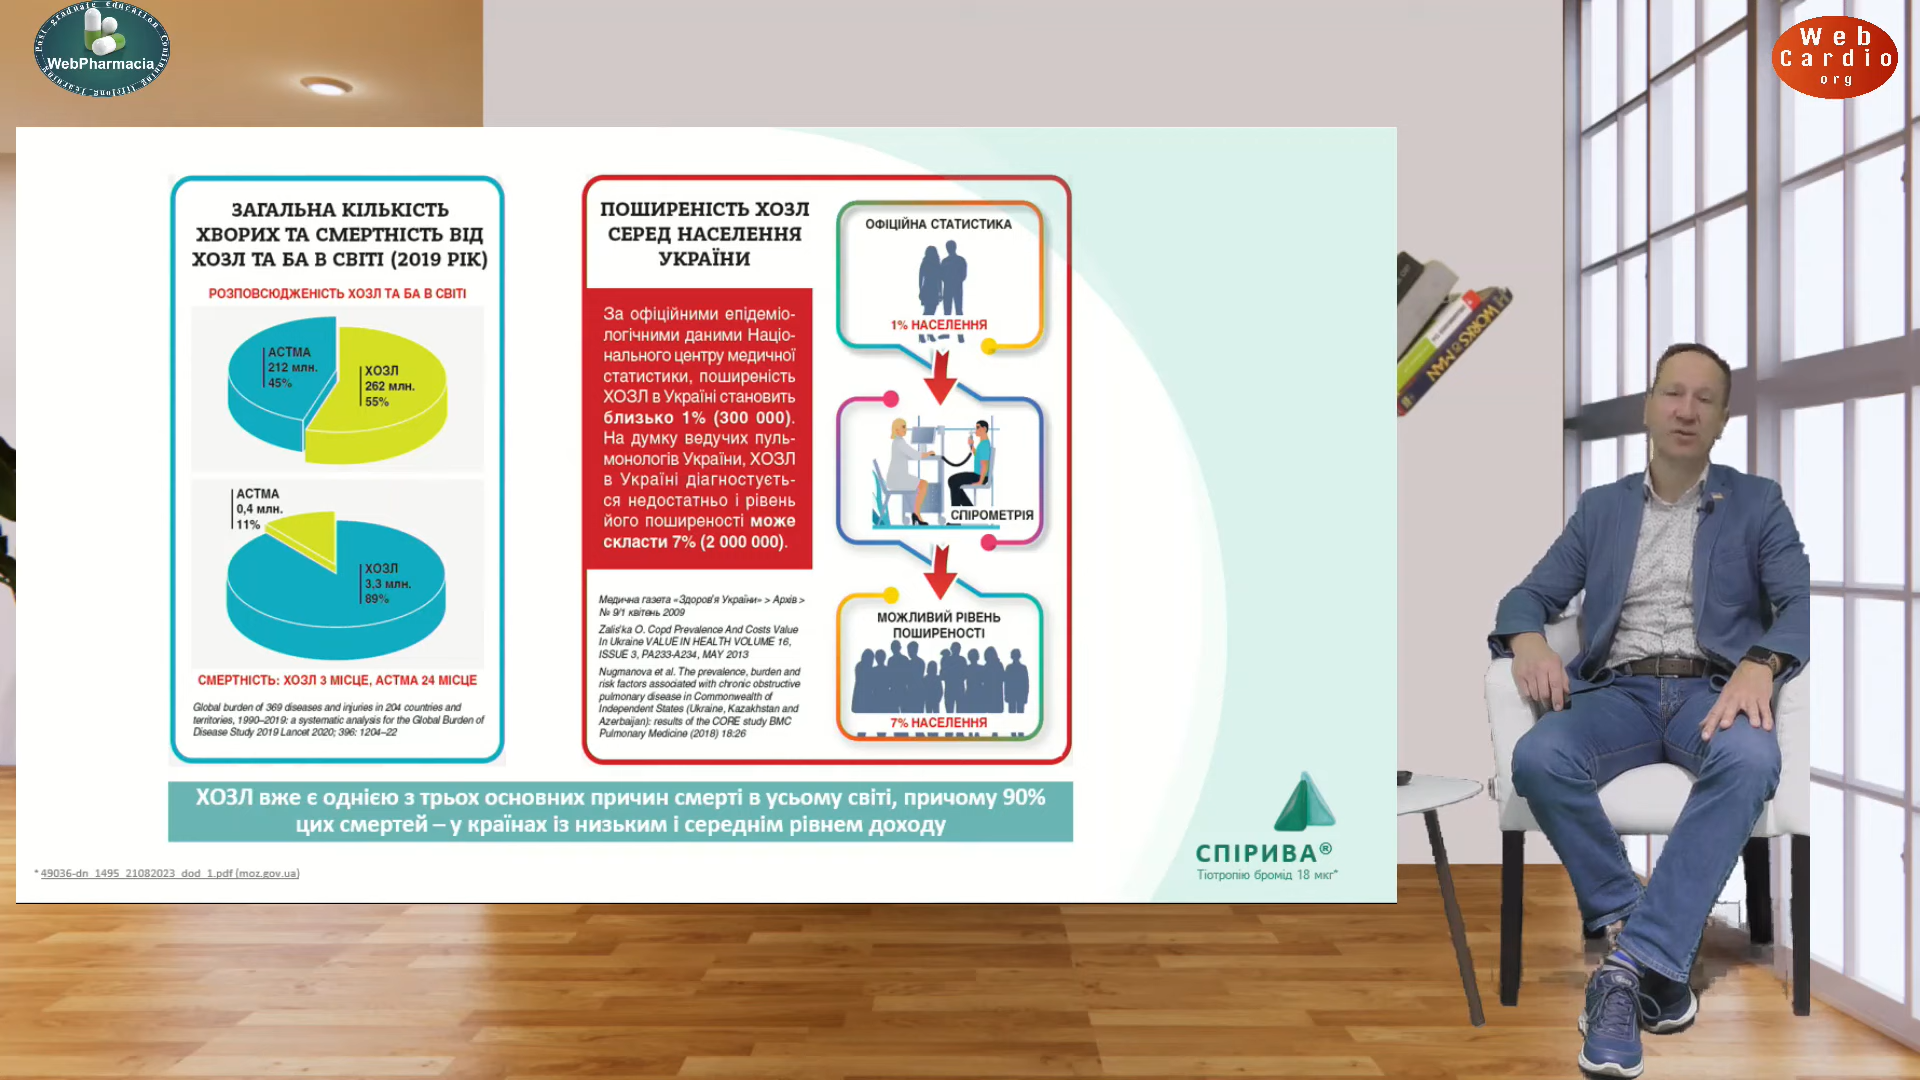 Post-graduate Education Continuing Lifelong Learning
WebPharmacia
Web
Cardio
org
ЗАГАЛЬНА КІЛЬКІСТЬ
ХВОРИХ ТА СМЕРТНІСТЬ ВІД
ХОЗЛ ТА БА В СВІТІ (2019 РІК)
РОЗПОВСЮДЖЕНІСТЬ ХОЗЛ ТА БА В СВІТІ
АСТМА
212 млн.
45%
ХОЗЛ
262 млн.
55%
АСТМА
0,4 млн.
11%
ХОЗЛ
3,3 млн.
89%
СМЕРТНІСТЬ: ХОЗЛ 3 МІСЦЕ, АСТМА 24 МІСЦЕ
Global burden of 369 diseases and injuries in 204 countries and
territories, 1990–2019: a systematic analysis for the Global Burden of
Disease Study 2019 Lancet 2020; 396: 1204–22
ПОШИРЕНІСТЬ ХОЗЛ
СЕРЕД НАСЕЛЕННЯ
УКРАЇНИ
За офіційними епідеміо-
логічними даними Націо-
нального центру медичної
статистики, поширеність
ХОЗЛ в Україні становить
близько 1% (300 000).
На думку ведучих пуль-
монологів України, ХОЗЛ
в Україні діагностуєть-
ся недостатньо і рівень
його поширеності може
скласти 7% (2 000 000).
Медична газета «Здоров'я України» > Архів >
№ 9/1 квітень 2009
Zalis'ka O. Copd Prevalence And Costs Value
In Ukraine VALUE IN HEALTH VOLUME 16,
ISSUE 3, PA233-A234, MAY 2013
Nugmanova et al. The prevalence, burden and
risk factors associated with chronic obstructive
pulmonary disease in Commonwealth of
Independent States (Ukraine, Kazakhstan and
Azerbaijan): results of the CORE study BMC
Pulmonary Medicine (2018) 18:26
ОФІЦІЙНА СТАТИСТИКА
1% НАСЕЛЕННЯ
СПІРОМЕТРІЯ
МОЖЛИВИЙ РІВЕНЬ
ПОШИРЕНОСТІ
7% НАСЕЛЕННЯ
ХОЗЛ вже є однією з трьох основних причин смерті в усьому світі, причому 90%
цих смертей – у країнах із низьким і середнім рівнем доходу
СПІРИВА®
Тіотропію бромід 18 мкг*
* 49036-dn_1495_21082023_dod_1.pdf (moz.gov.ua)
WORKS MAN